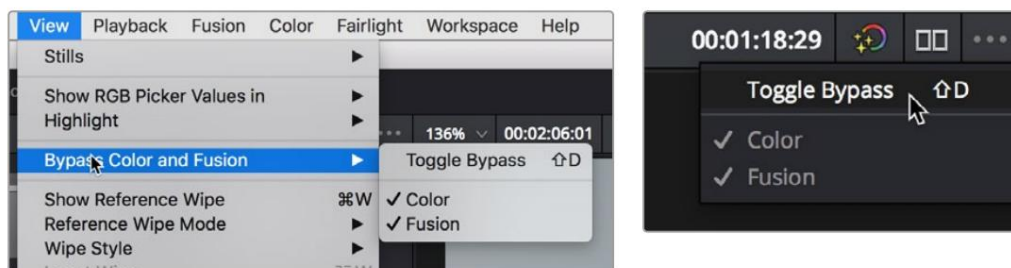 View Playback Fusion Color Fairlight Workspace Help
Stills
Show RGB Picker Values in
Highlight
136% 00:02:06:01
Bypass Color and Fusion
Toggle Bypass ⇧D
Show Reference Wipe ⌘W
✓ Color
Reference Wipe Mode
✓ Fusion
Wipe Style
00:01:18:29
Toggle Bypass ⇧D
✓ Color
✓ Fusion